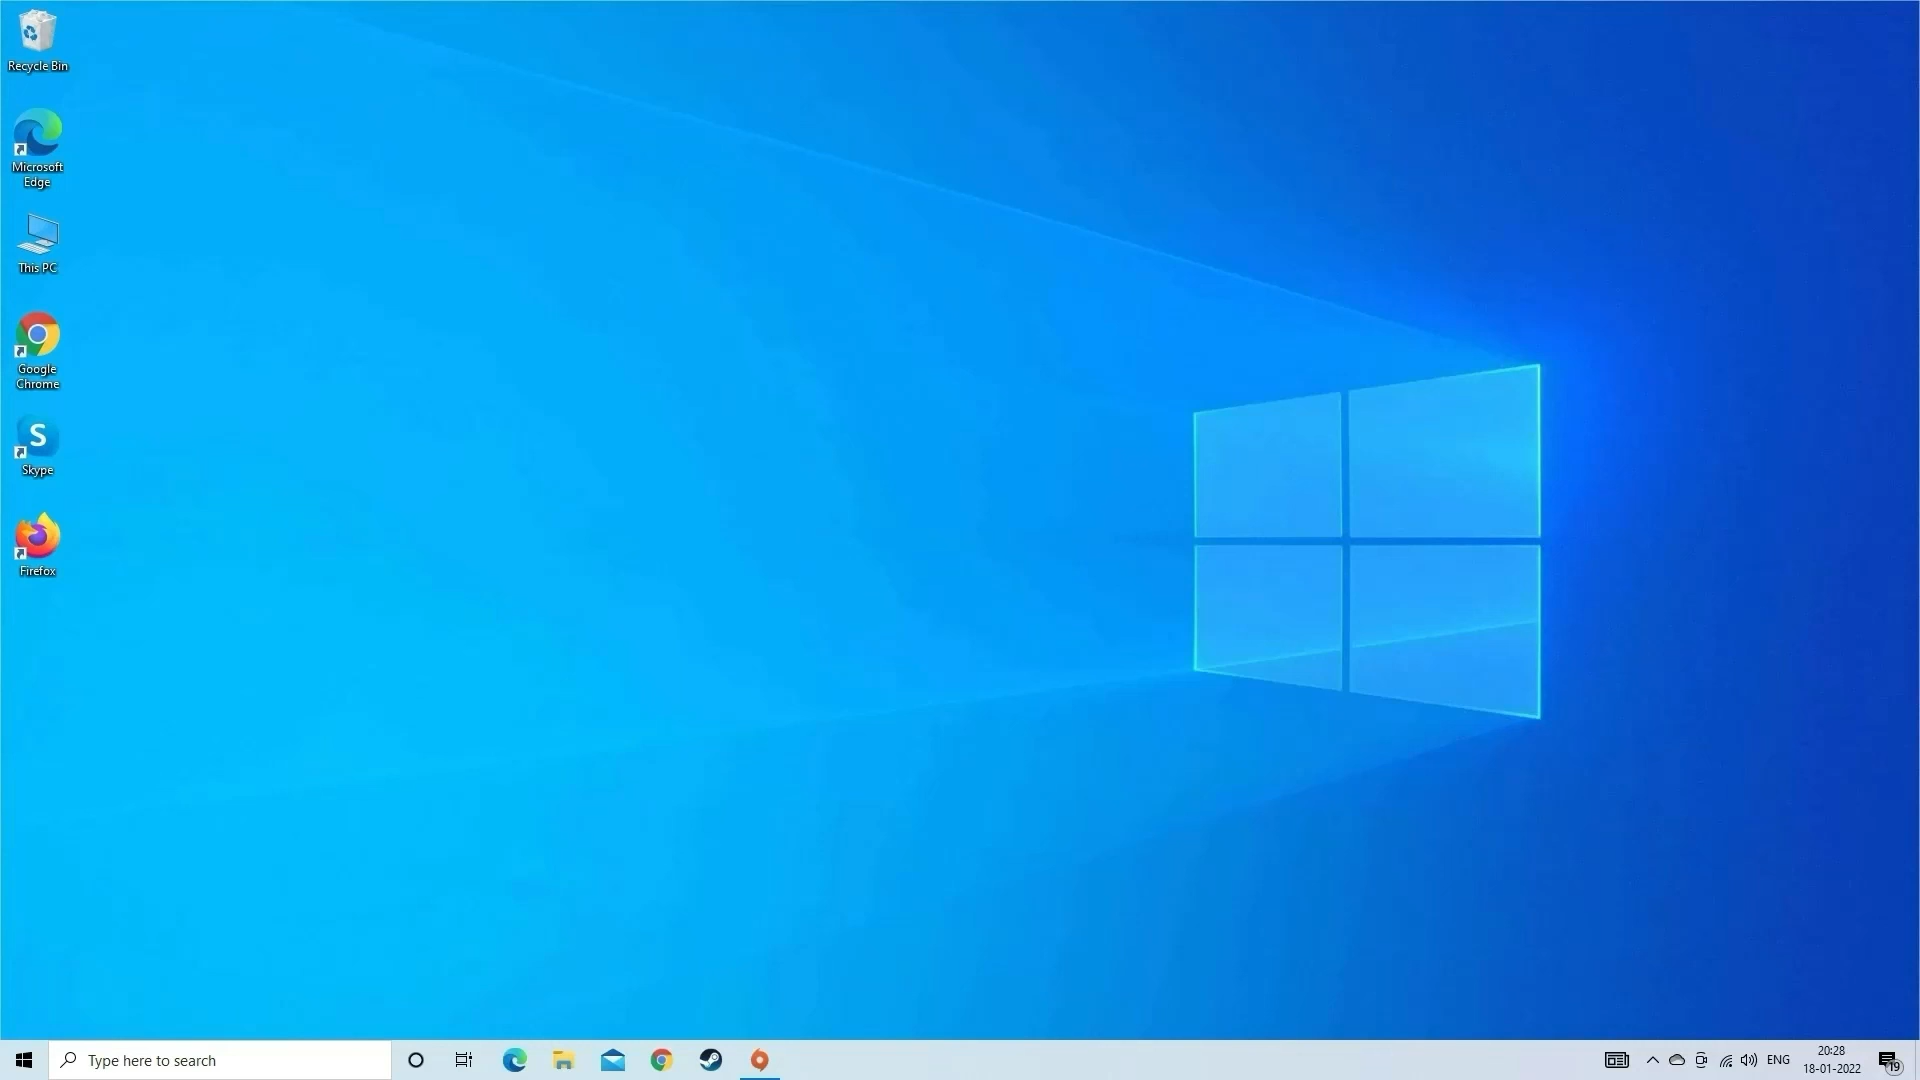 Recycle Bin
Microsoft
Edge
This PC
Google
Chrome
S
Skype
Firefox
Type here to search
ENG
20:28
18-01-2022
19